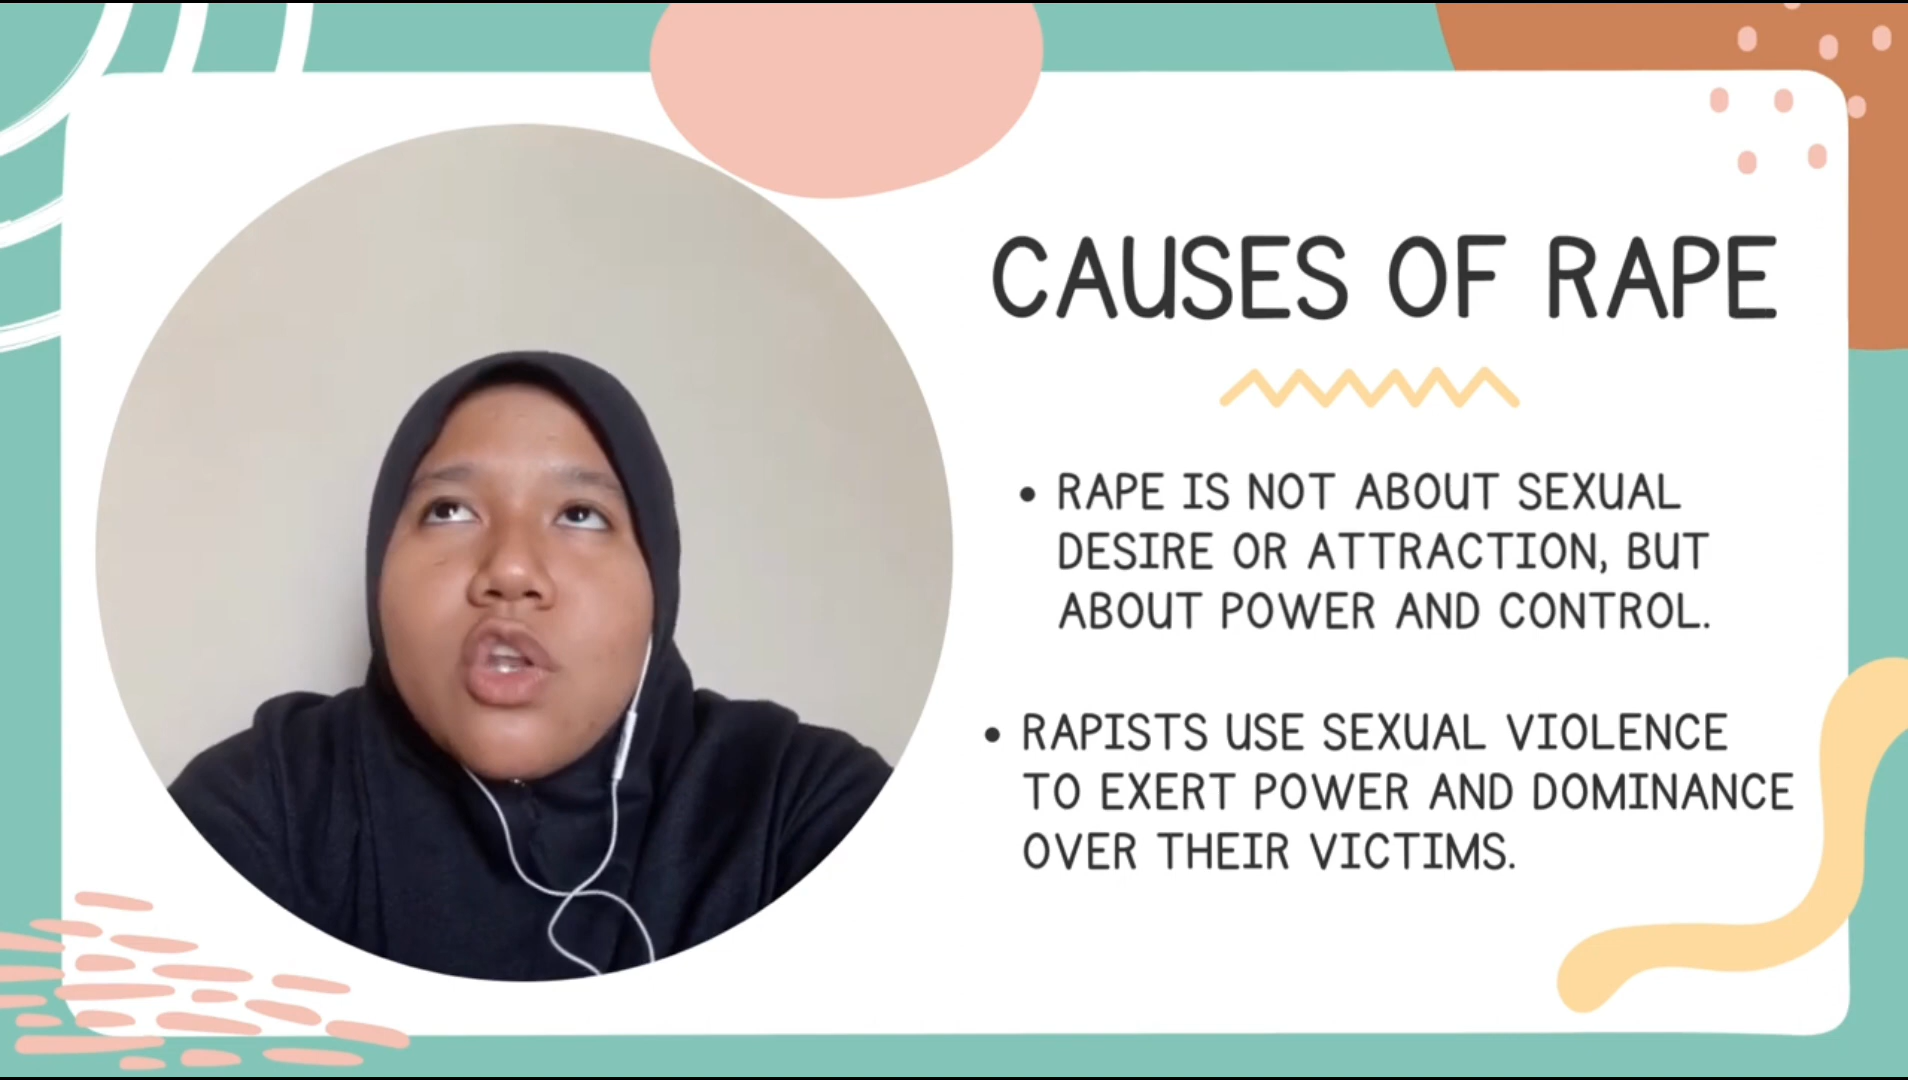 CAUSES OF RAPE
• RAPE IS NOT ABOUT SEXUAL
DESIRE OR ATTRACTION, BUT
ABOUT POWER AND CONTROL.
• RAPISTS USE SEXUAL VIOLENCE
TO EXERT POWER AND DOMINANCE
OVER THEIR VICTIMS.